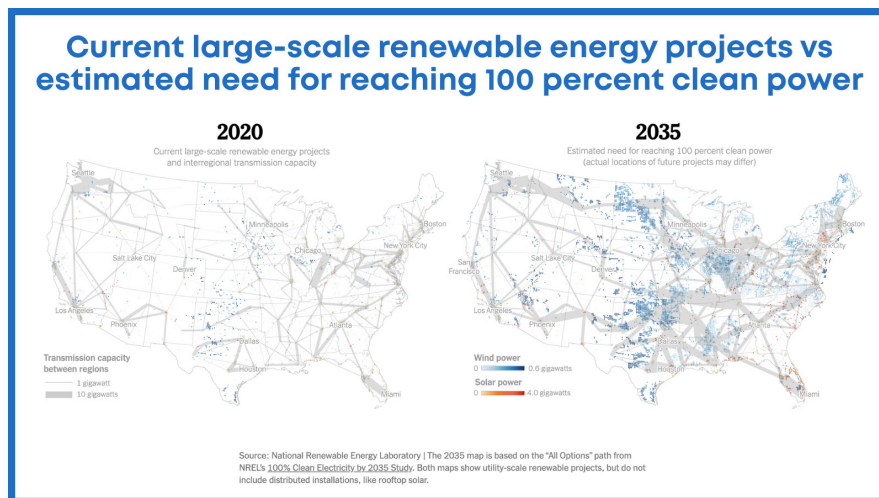 Current large-scale renewable energy projects vs
estimated need for reaching 100 percent clean power
2020
Current large-scale renewable energy projects
and interregional transmission capacity
Seattle
Minneapolis
Boston
New York City
Chicago
Salt Lake City
Denver
Los Angeles
Phoenix
Atlanta
Dallas
Houston
Miami
Transmission capacity
between regions
1 gigawatt
10 gigawatts
2035
Estimated need for reaching 100 percent clean power
(actual locations of future projects may differ)
Seattle
Minneapolis
Boston
New York City
Chicago
San
Francisco
Salt Lake City
Denver
Los Angeles
Phoenix
Atlanta
Dallas
Houston
Miami
Wind power
0 0.6 gigawatts
Solar power
0 4.0 gigawatts
Source: National Renewable Energy Laboratory | The 2035 map is based on the “All Options” path from
NREL’s 100% Clean Electricity by 2035 Study. Both maps show utility-scale renewable projects, but do not
include distributed installations, like rooftop solar.